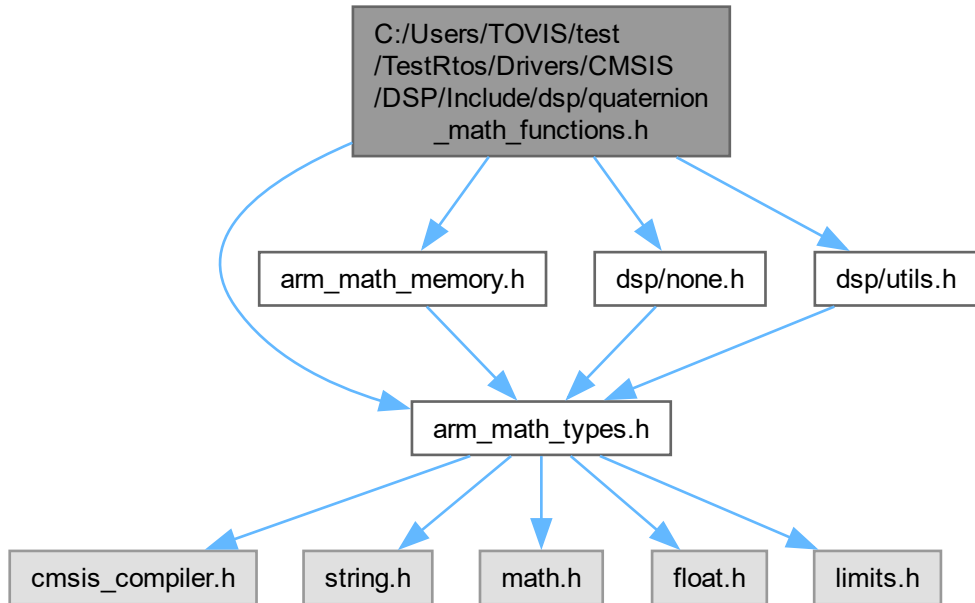 C:/Users/TOVIS/test
/TestRtos/Drivers/CMSIS
/DSP/Include/dsp/quaternion
_math_functions.h
arm_math_memory.h
dsp/none.h
dsp/utils.h
arm_math_types.h
cmsis_compiler.h
string.h
math.h
float.h
limits.h